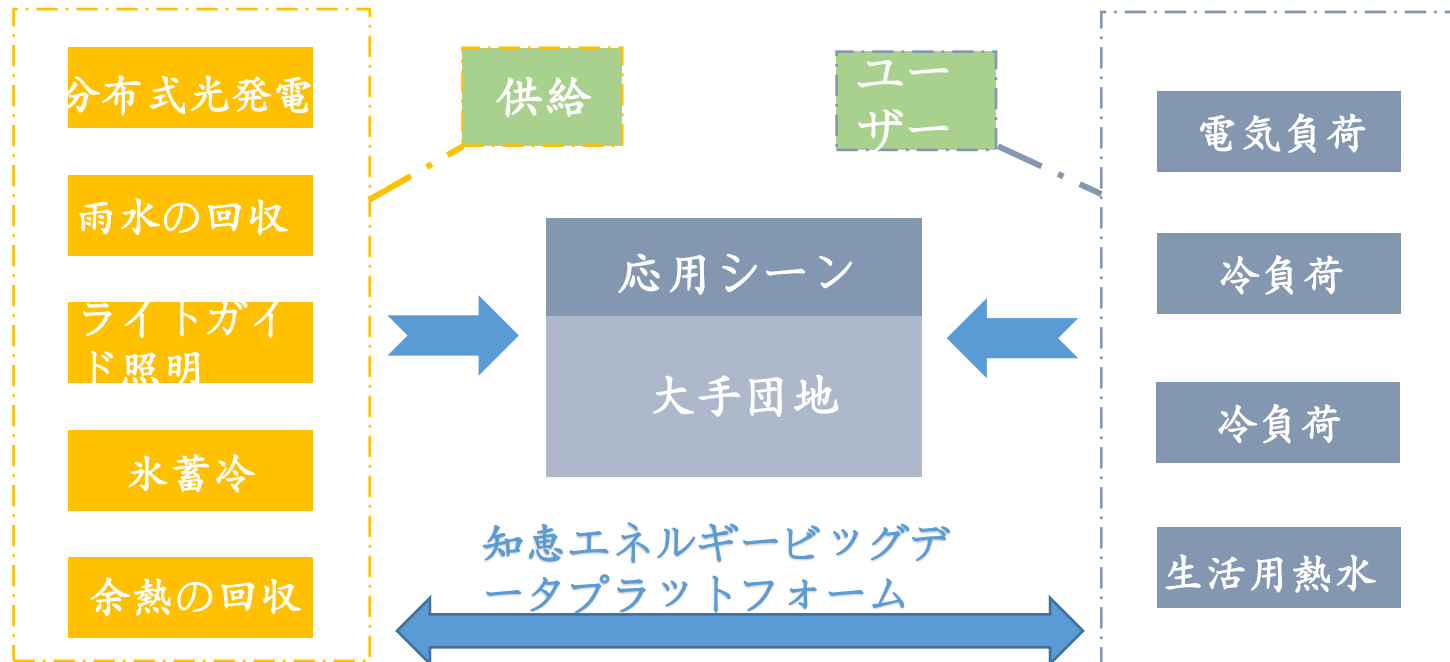 分布式光発電
雨水の回収
ライトガイ
ド照明
氷蓄冷
余熱の回収
供給
ユー
ザー
応用シーン
大手団地
知恵エネルギービッグデ
ータプラットフォーム
電気負荷
冷負荷
冷負荷
生活用熱水